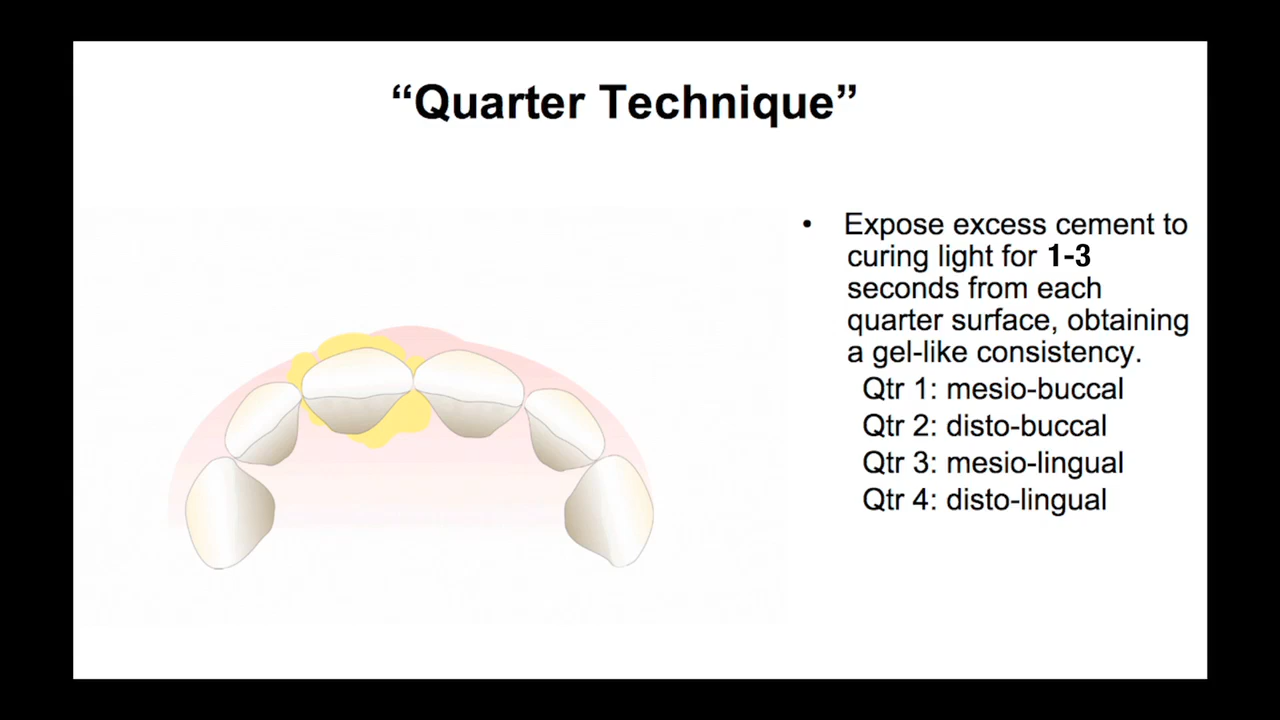 “Quarter Technique”
• Expose excess cement to
curing light for 1-3
seconds from each
quarter surface, obtaining
a gel-like consistency.
Qtr 1: mesio-buccal
Qtr 2: disto-buccal
Qtr 3: mesio-lingual
Qtr 4: disto-lingual